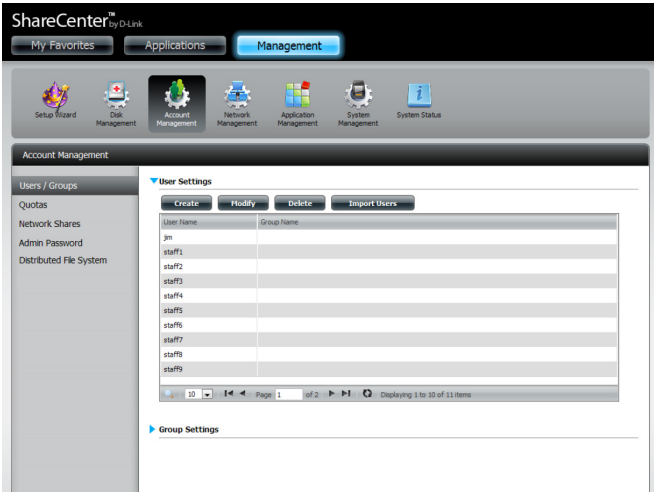 ShareCenter™ by D-Link
My Favorites Applications Management
Setup Wizard Disk Management Account Management Network Management Application Management System Management System Status
Account Management
Users / Groups
Quotas
Network Shares
Admin Password
Distributed File System
User Settings
Create Modify Delete Import Users
User Name Group Name
jm
staff1
staff2
staff3
staff4
staff5
staff6
staff7
staff8
staff9
10 Page 1 of 2 Displaying 1 to 10 of 11 items
Group Settings